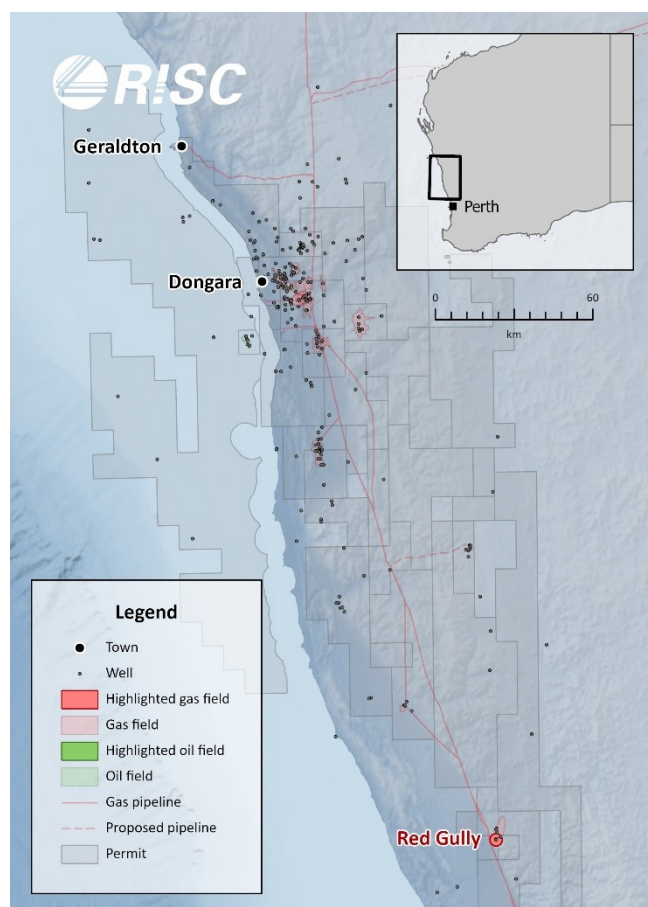 R!SC
Geraldton
Perth
Dongara
0 60
km
Legend
Town
Well
Highlighted gas field
Gas field
Highlighted oil field
Oil field
Gas pipeline
Proposed pipeline
Permit
Red Gully